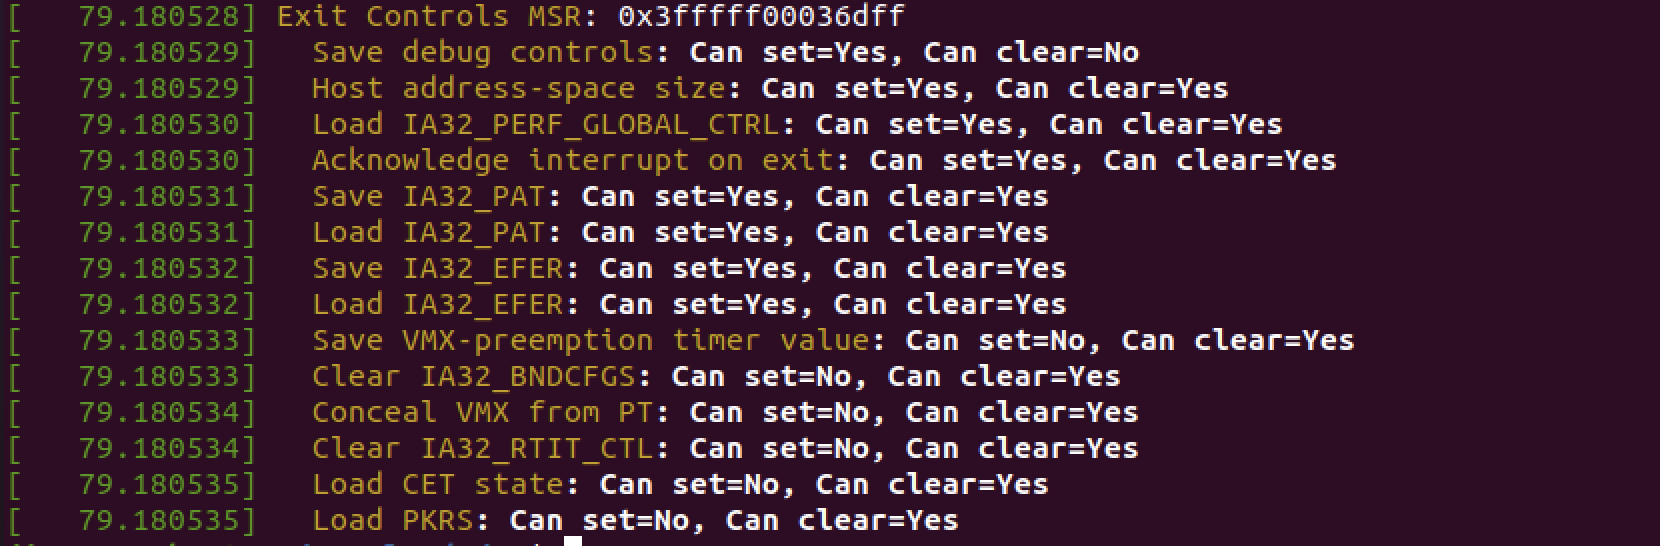 [   79.180528] Exit Controls MSR: 0x3fffff00036dff
[   79.180529]   Save debug controls: Can set=Yes, Can clear=No
[   79.180529]   Host address-space size: Can set=Yes, Can clear=Yes
[   79.180530]   Load IA32_PERF_GLOBAL_CTRL: Can set=Yes, Can clear=Yes
[   79.180530]   Acknowledge interrupt on exit: Can set=Yes, Can clear=Yes
[   79.180531]   Save IA32_PAT: Can set=Yes, Can clear=Yes
[   79.180531]   Load IA32_PAT: Can set=Yes, Can clear=Yes
[   79.180532]   Save IA32_EFER: Can set=Yes, Can clear=Yes
[   79.180532]   Load IA32_EFER: Can set=Yes, Can clear=Yes
[   79.180533]   Save VMX-preemption timer value: Can set=No, Can clear=Yes
[   79.180533]   Clear IA32_BNDCFGS: Can set=No, Can clear=Yes
[   79.180534]   Conceal VMX from PT: Can set=No, Can clear=Yes
[   79.180534]   Clear IA32_RTIT_CTL: Can set=No, Can clear=Yes
[   79.180535]   Load CET state: Can set=No, Can clear=Yes
[   79.180535]   Load PKRS: Can set=No, Can clear=Yes